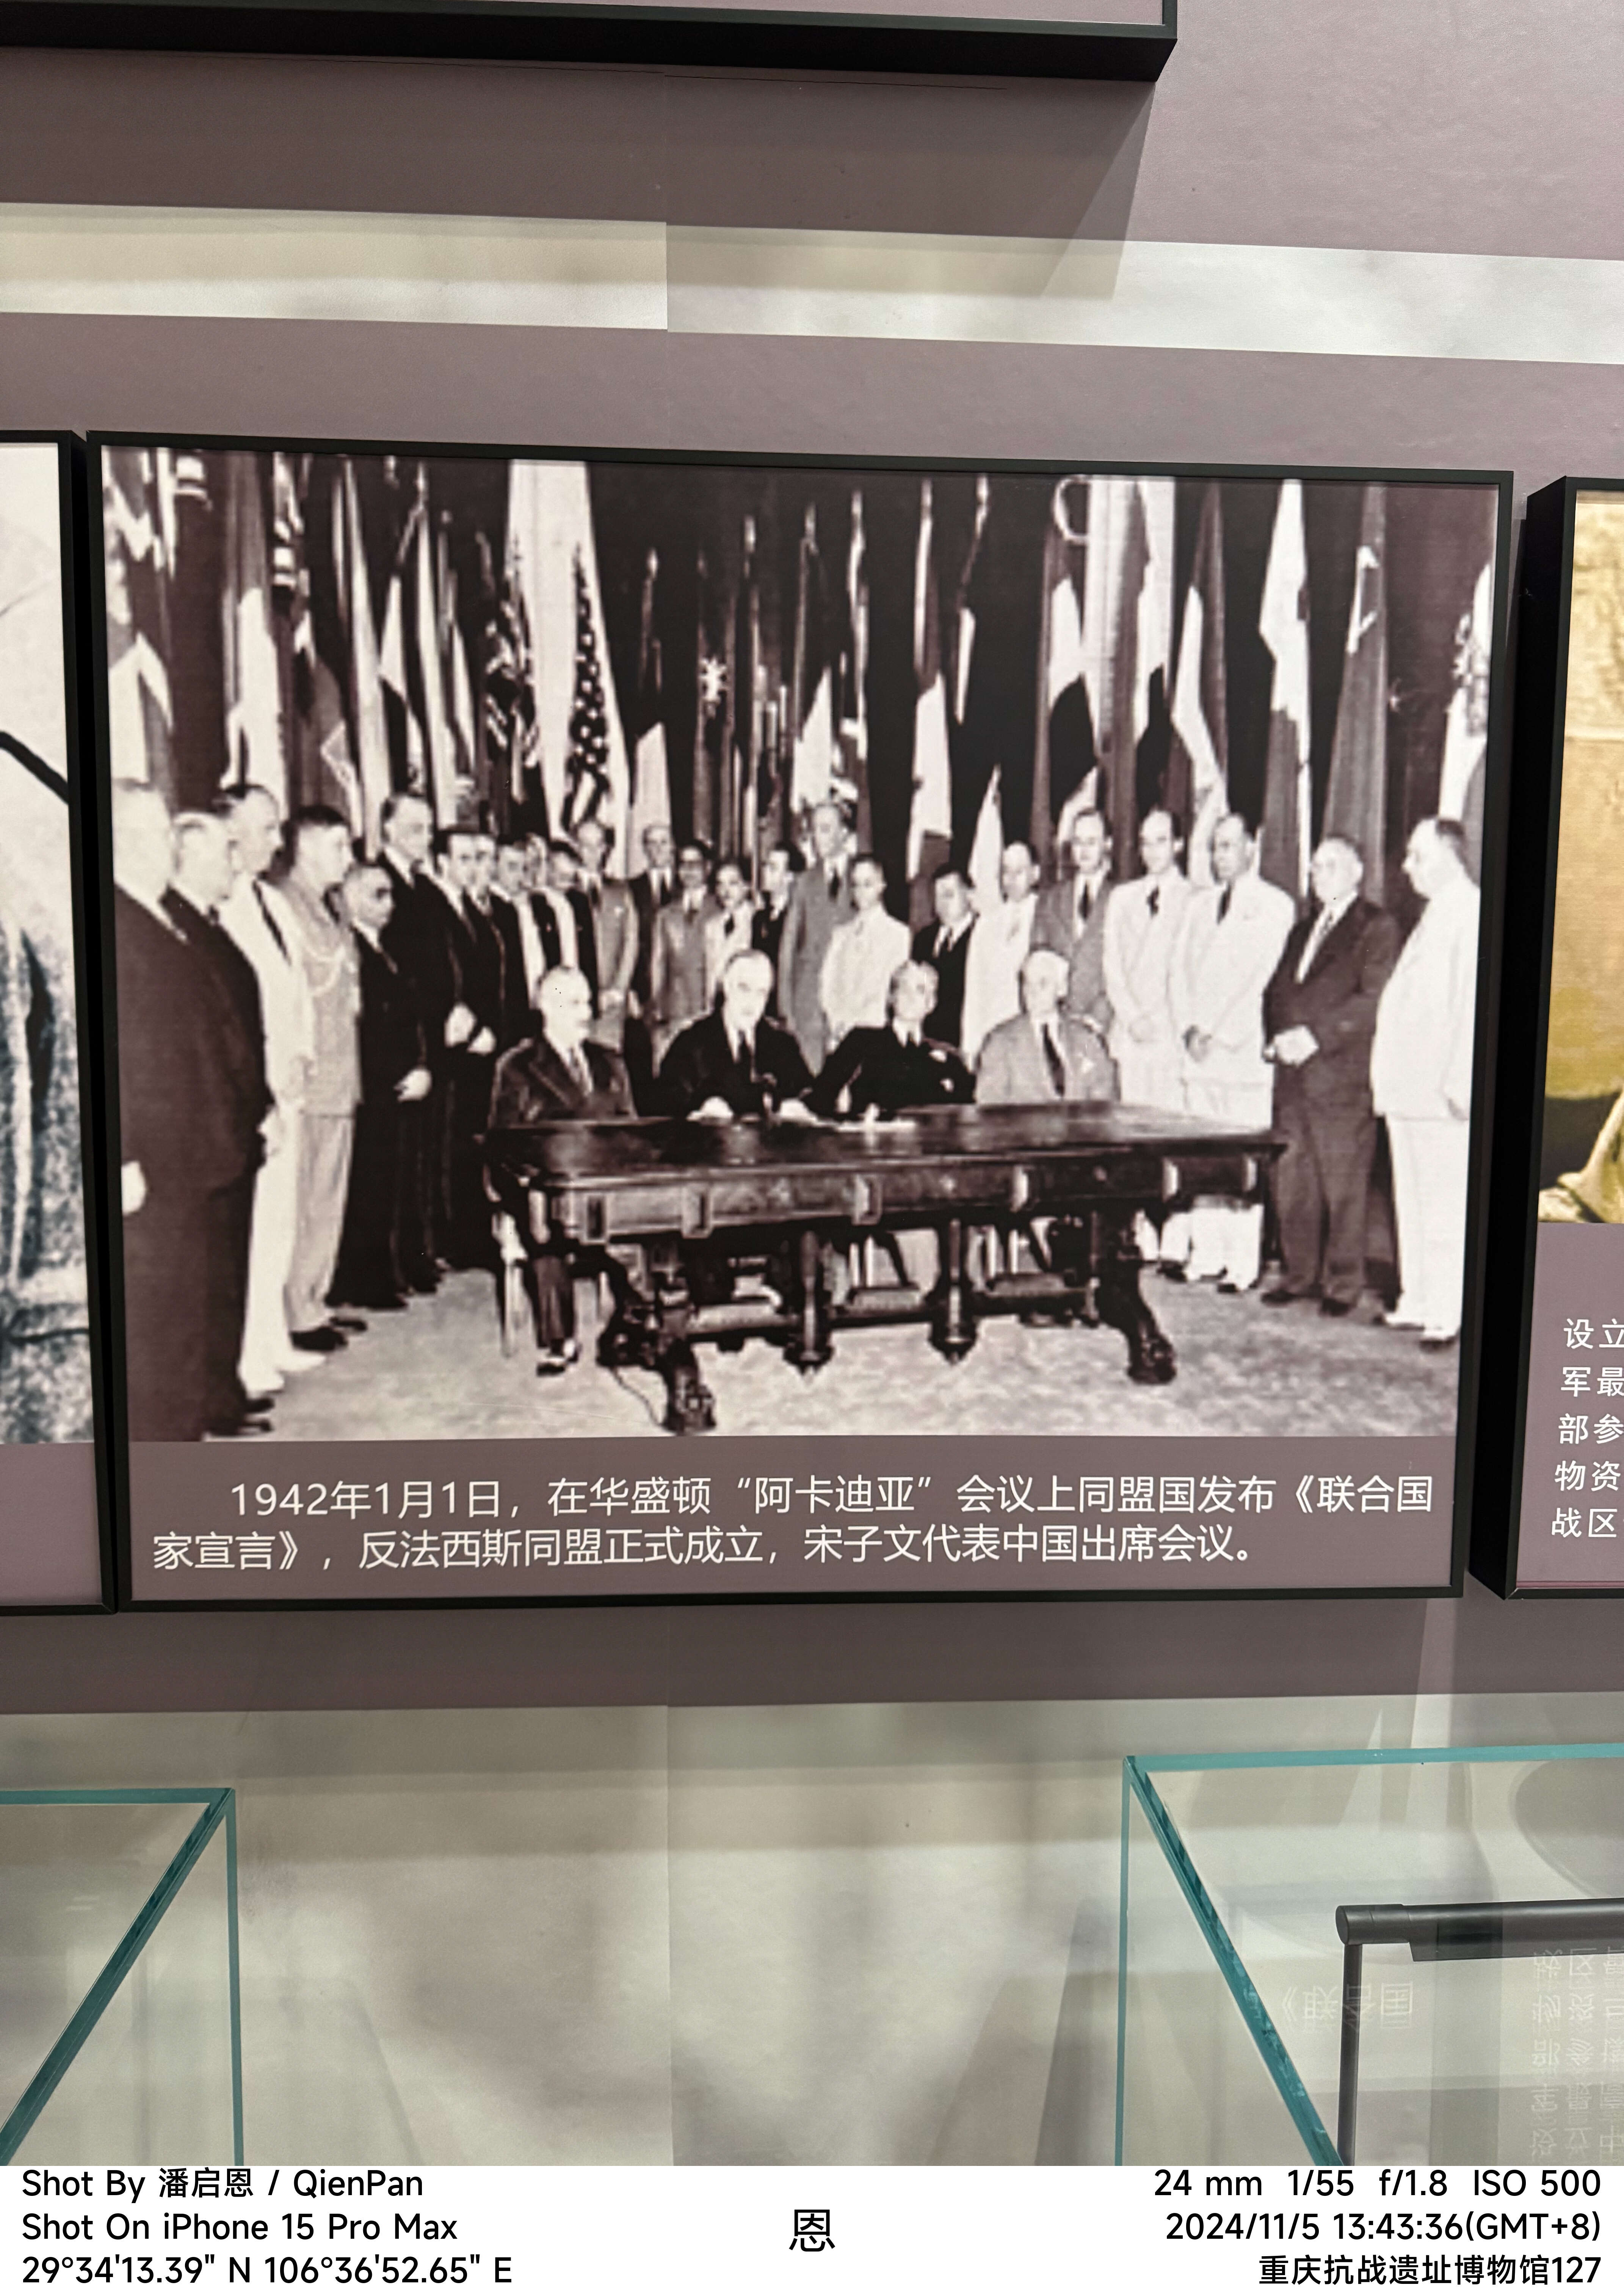 1942年1月1日，在华盛顿“阿卡迪亚”会议上同盟国发布《联合国
家宣言》，反法西斯同盟正式成立，宋子文代表中国出席会议。
设立
军最
部参
物资
战区
《联合国
Shot By 潘启恩 / QienPan
Shot On iPhone 15 Pro Max
29°34'13.39" N 106°36'52.65" E
恩
24 mm 1/55 f/1.8 ISO 500
2024/11/5 13:43:36(GMT+8)
重庆抗战遗址博物馆127